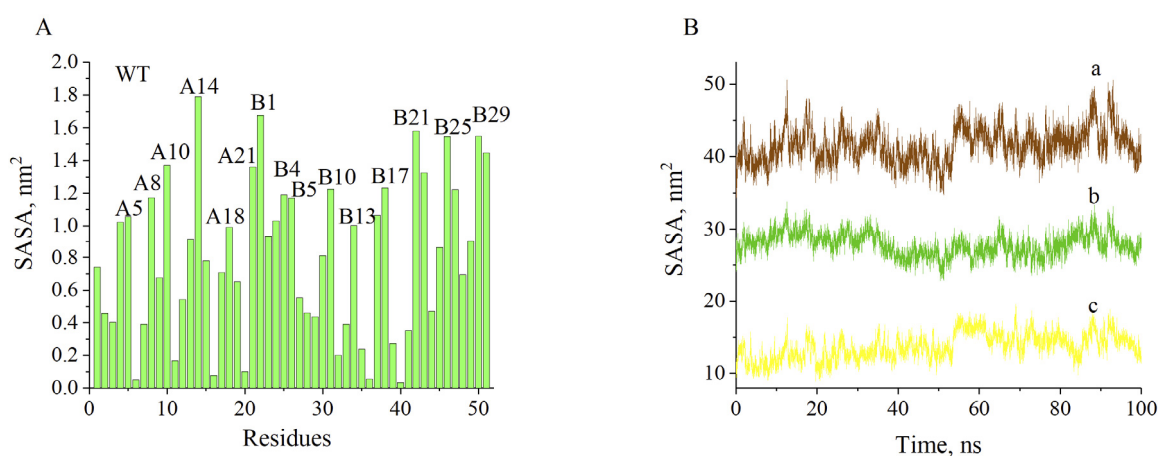 A
WT
A5
A8
A10
A14
A18
A21
B1
B4
B5
B10
B13
B17
B21
B25
B29
2.0
1.8
1.6
1.4
1.2
1.0
0.8
0.6
0.4
0.2
0.0
SASA, nm²
0 10 20 30 40 50
Residues
B
a
b
c
50
40
30
20
10
SASA, nm²
0 20 40 60 80 100
Time, ns